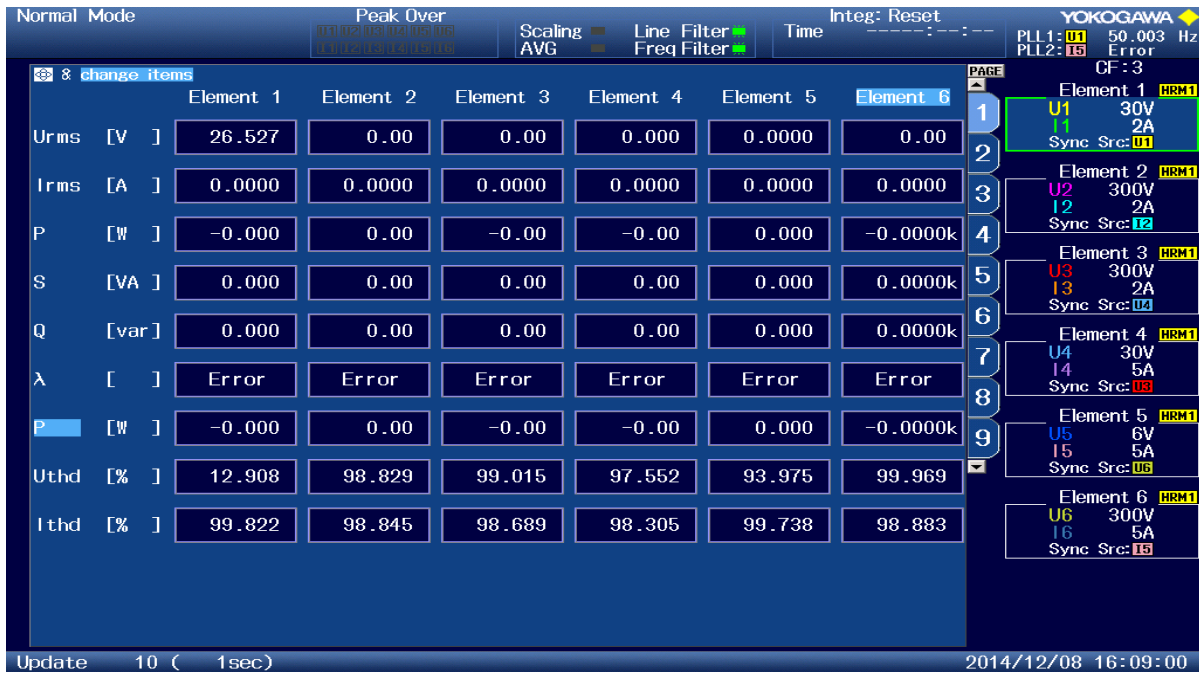 Normal Mode
Peak Over
Scaling
AVG
Line Filter
Freq Filter
Integ: Reset
Time -----:--:--
YOKOGAWA
PLL1: U1 50.003 Hz
PLL2: I5 Error
& change items
PAGE
CF:3
Element 1 Element 2 Element 3 Element 4 Element 5 Element 6
Urms [V ] 26.527 0.00 0.00 0.000 0.0000 0.00
Irms [A ] 0.0000 0.0000 0.0000 0.000 0.0000 0.0000
P [W ] -0.000 0.00 -0.00 -0.00 0.000 -0.0000k
S [VA ] 0.000 0.00 0.00 0.00 0.000 0.0000k
Q [var] 0.000 0.00 0.00 0.00 0.000 0.0000k
λ [ ] Error Error Error Error Error Error
P [W ] -0.000 0.00 -0.00 -0.00 0.000 -0.0000k
Uthd [% ] 12.908 98.829 99.015 97.552 93.975 99.969
Ithd [% ] 99.822 98.845 98.689 98.305 99.738 98.883
1
2
3
4
5
6
7
8
9
Element 1 HRM1
U1 30V
I1 2A
Sync Src: U1
Element 2 HRM1
U2 300V
I2 2A
Sync Src: I2
Element 3 HRM1
U3 300V
I3 2A
Sync Src: U4
Element 4 HRM1
U4 30V
I4 5A
Sync Src: U3
Element 5 HRM1
U5 6V
I5 5A
Sync Src: U6
Element 6 HRM1
U6 300V
I6 5A
Sync Src: I5
Update 10 ( 1sec)
2014/12/08 16:09:00